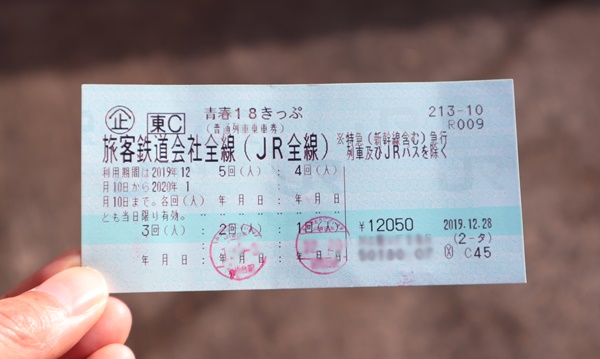 青春18きっぷ
(普通列車乗車券)
213-10
R009
企 東C
旅客鉄道会社全線(JR全線)
※特急(新幹線含む)急行
列車及びJRバスを除く
利用期間は2019年12
月10日から2020年1
月10日まで。各回(人)
とも当日限り有効。
5回(人) : 4回(人)
年 月 日 : 年 月 日
3回(人) : 2回(人) : 1回(人)
年 月 日 : 年 月 日 : 年 月 日
¥12050
2019.12.28
(2-タ)
C45